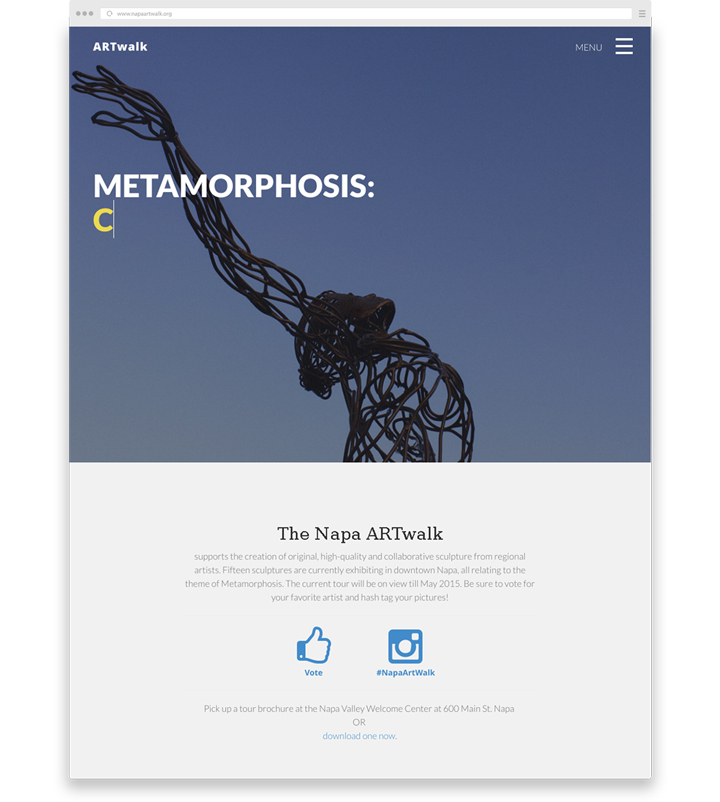 www.napaartwalk.org
ARTwalk
MENU
METAMORPHOSIS:
C
The Napa ARTwalk
supports the creation of original, high-quality and collaborative sculpture from regional
artists. Fifteen sculptures are currently exhibiting in downtown Napa, all relating to the
theme of Metamorphosis. The current tour will be on view till May 2015. Be sure to vote for
your favorite artist and hash tag your pictures!
Vote
#NapaArtWalk
Pick up a tour brochure at the Napa Valley Welcome Center at 600 Main St. Napa
OR
download one now.